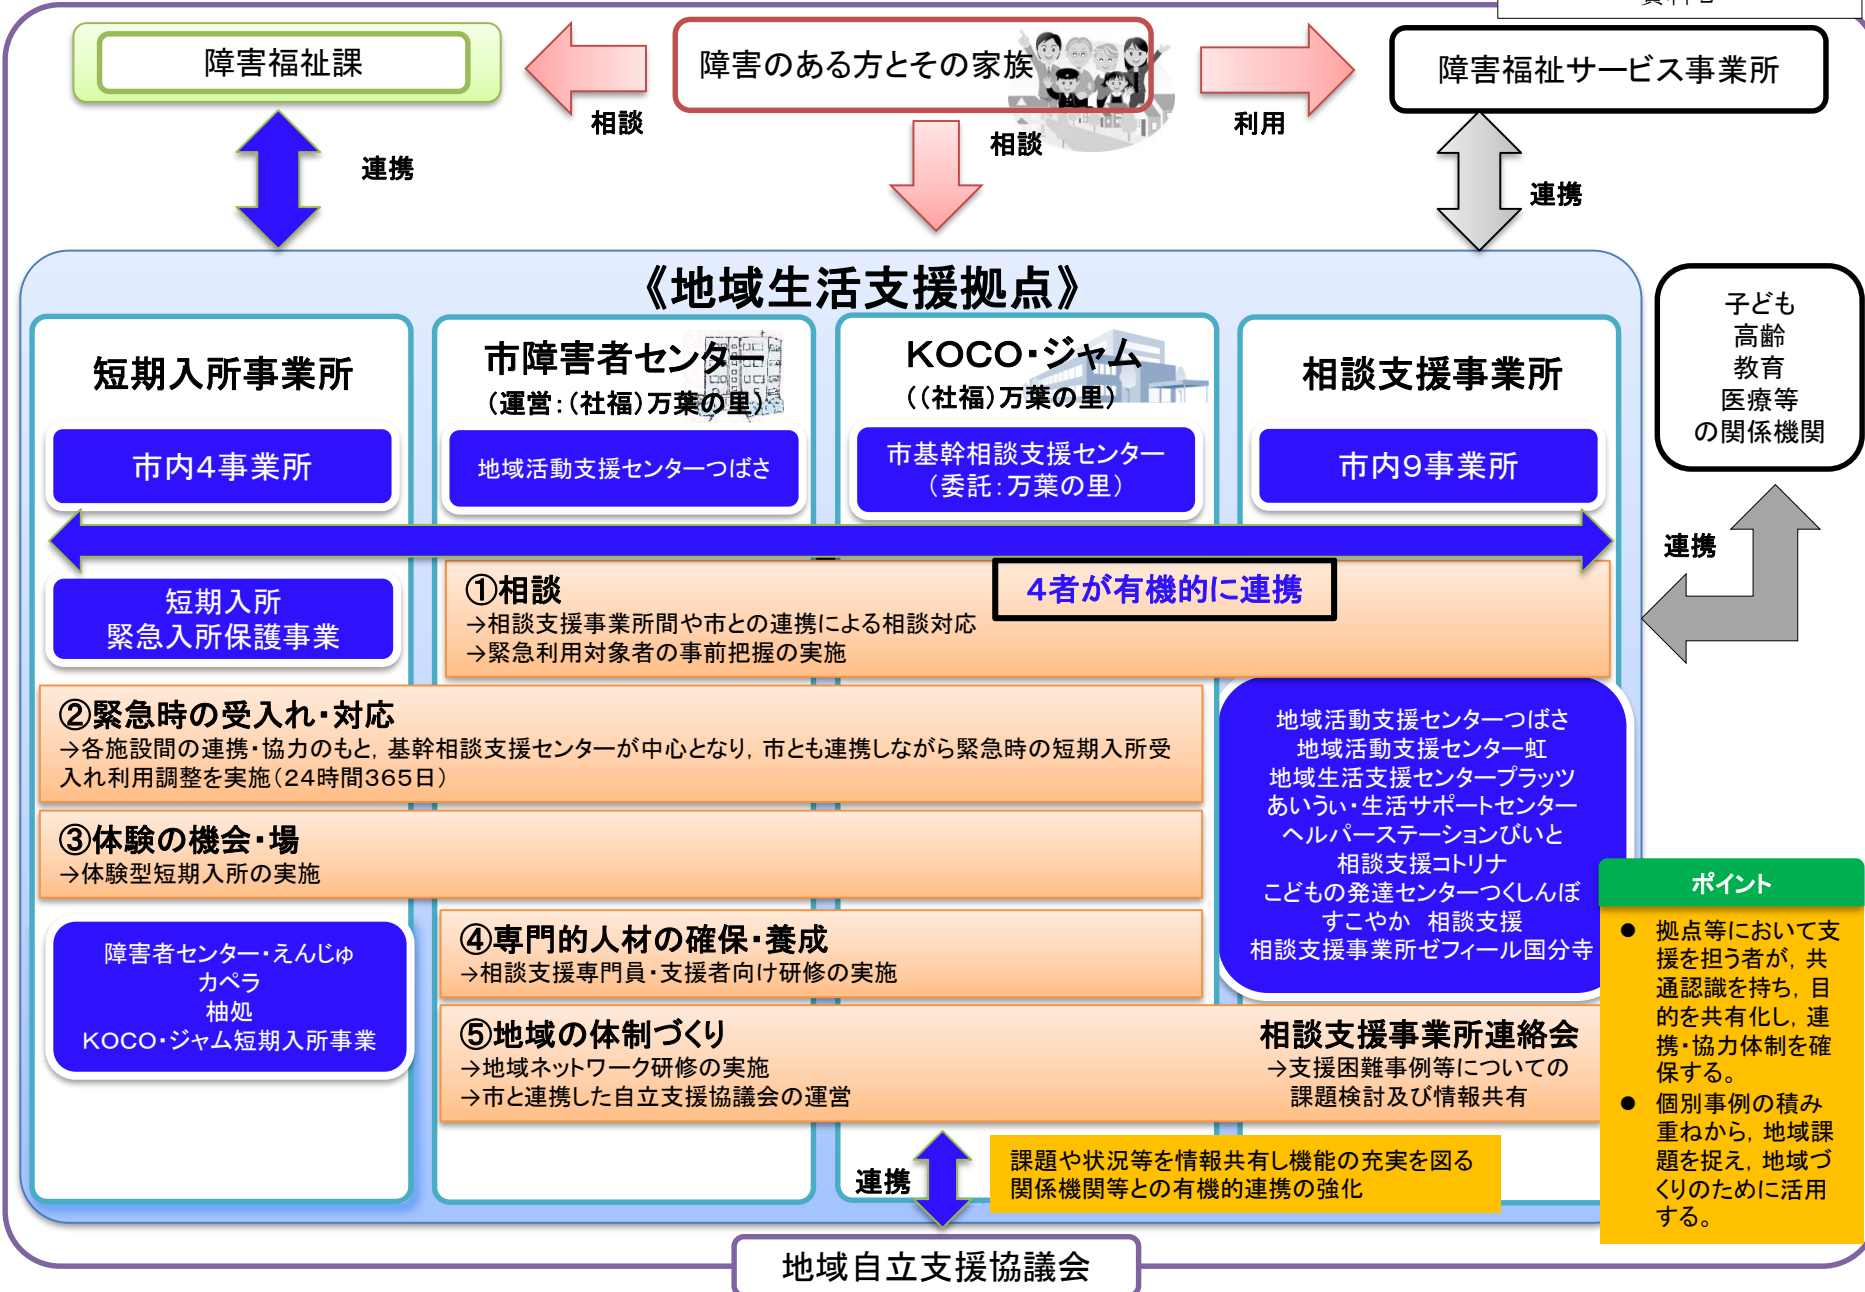 障害福祉課
障害のある方とその家族
障害福祉サービス事業所
相談
相談
利用
連携
連携
《地域生活支援拠点》
短期入所事業所
市内4事業所
市障害者センター
(運営:(社福)万葉の里)
地域活動支援センターつばさ
KOCO・ジャム
((社福)万葉の里)
市基幹相談支援センター
(委託:万葉の里)
相談支援事業所
市内9事業所
子ども
高齢
教育
医療等
の関係機関
連携
4者が有機的に連携
短期入所
緊急入所保護事業
①相談
→相談支援事業所間や市との連携による相談対応
→緊急利用対象者の事前把握の実施
②緊急時の受入れ・対応
→各施設間の連携・協力のもと,基幹相談支援センターが中心となり,市とも連携しながら緊急時の短期入所受
入れ利用調整を実施(24時間365日)
③体験の機会・場
→体験型短期入所の実施
地域活動支援センターつばさ
地域活動支援センター虹
地域生活支援センタープラッツ
あいうぃ・生活サポートセンター
ヘルパーステーションびいと
相談支援コトリナ
こどもの発達センターつくしんぼ
すこやか 相談支援
相談支援事業所ゼフィール国分寺
障害者センター・えんじゅ
カペラ
柚処
KOCO・ジャム短期入所事業
④専門的人材の確保・養成
→相談支援専門員・支援者向け研修の実施
⑤地域の体制づくり
→地域ネットワーク研修の実施
→市と連携した自立支援協議会の運営
相談支援事業所連絡会
→支援困難事例等についての
課題検討及び情報共有
ポイント
● 拠点等において支
援を担う者が,共
通認識を持ち,目
的を共有化し,連
携・協力体制を確
保する。
● 個別事例の積み
重ねから,地域課
題を捉え,地域づ
くりのために活用
する。
連携
課題や状況等を情報共有し機能の充実を図る
関係機関等との有機的連携の強化
地域自立支援協議会